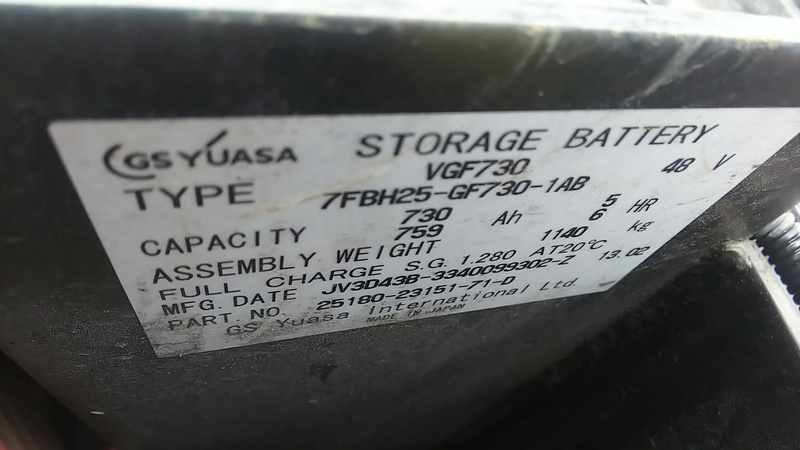 GS YUASA STORAGE BATTERY
VGF730 48 V
TYPE 7FBH25-GF730-1AB
730 5
CAPACITY 759 Ah 6 HR
ASSEMBLY WEIGHT 1140 kg
FULL CHARGE S.G. 1.280 AT20℃
MFG. DATE JV3D43B-3340099302-Z 13.02
PART. NO. 25180-23151-71-D
GS Yuasa International Ltd.
MADE IN JAPAN